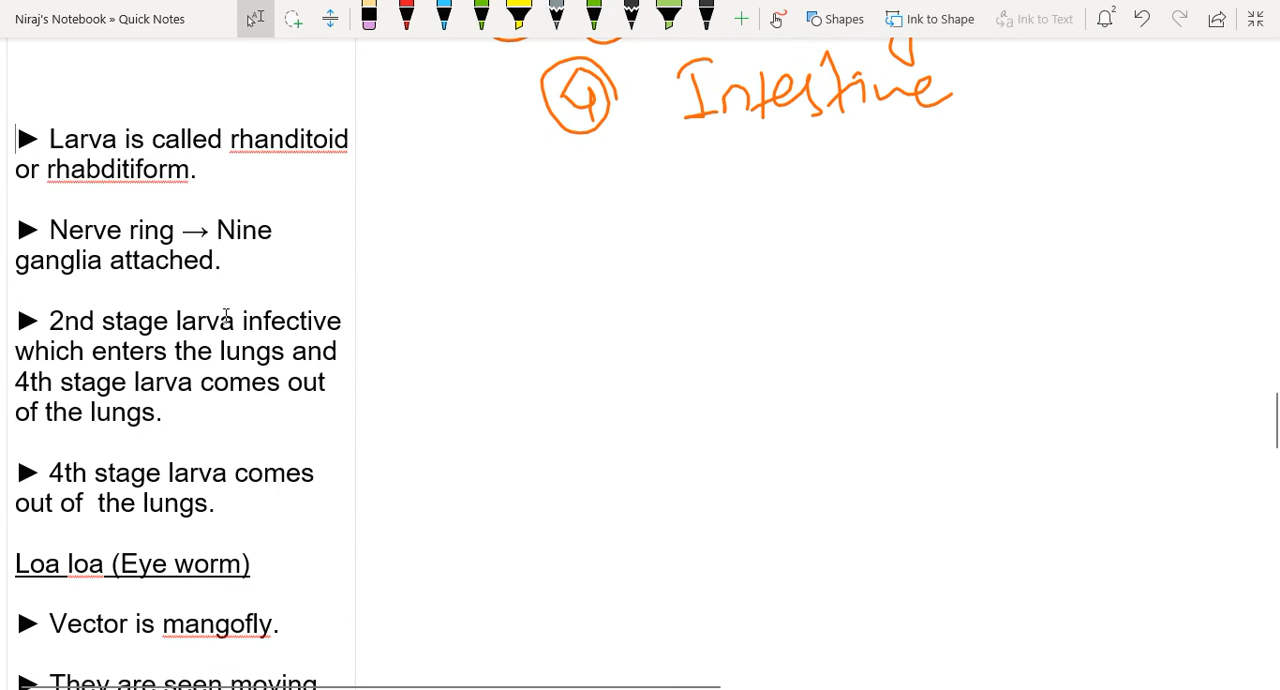 Niraj's Notebook » Quick Notes
Shapes
Ink to Shape
Ink to Text
2
4 Intestine
► Larva is called rhanditoid
or rhabditiform.
► Nerve ring → Nine
ganglia attached.
► 2nd stage larva infective
which enters the lungs and
4th stage larva comes out
of the lungs.
► 4th stage larva comes
out of  the lungs.
Loa loa (Eye worm)
► Vector is mangofly.
► They are seen moving